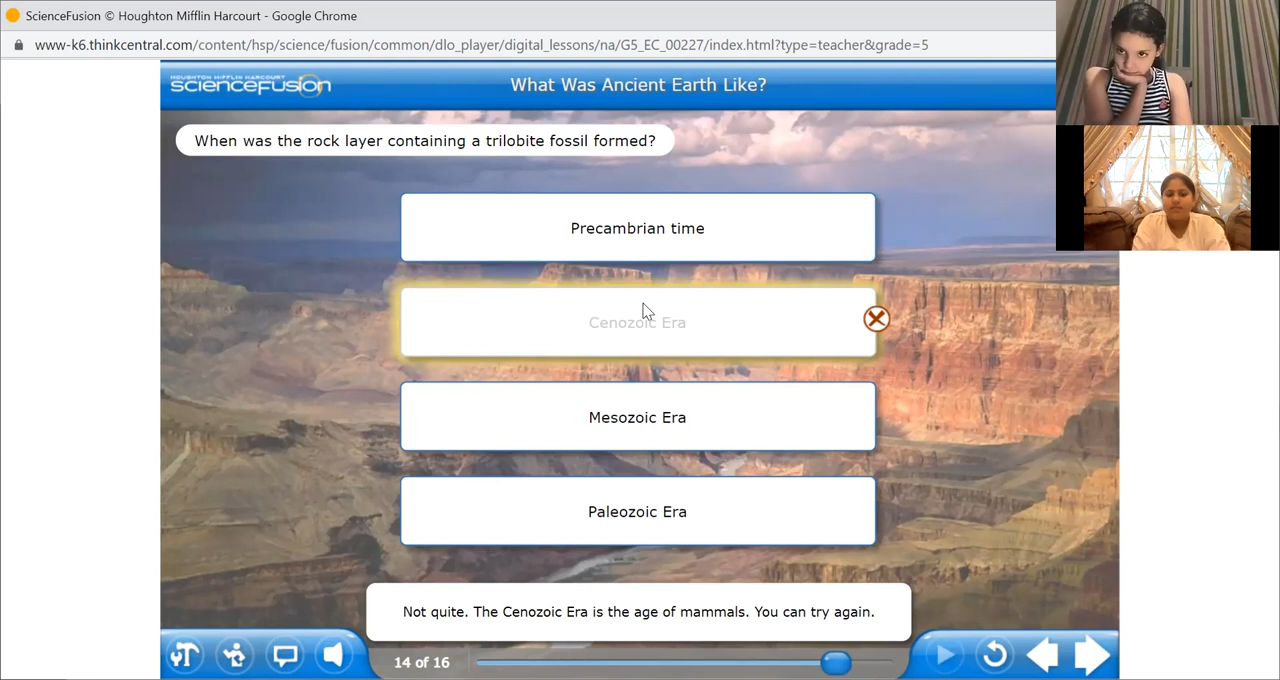 ScienceFusion © Houghton Mifflin Harcourt - Google Chrome
www-k6.thinkcentral.com/content/hsp/science/fusion/common/dlo_player/digital_lessons/na/G5_EC_00227/index.html?type=teacher&grade=5
HOUGHTON MIFFLIN HARCOURT
scienceFusion
What Was Ancient Earth Like?
When was the rock layer containing a trilobite fossil formed?
Precambrian time
Cenozoic Era
Mesozoic Era
Paleozoic Era
Not quite. The Cenozoic Era is the age of mammals. You can try again.
14 of 16